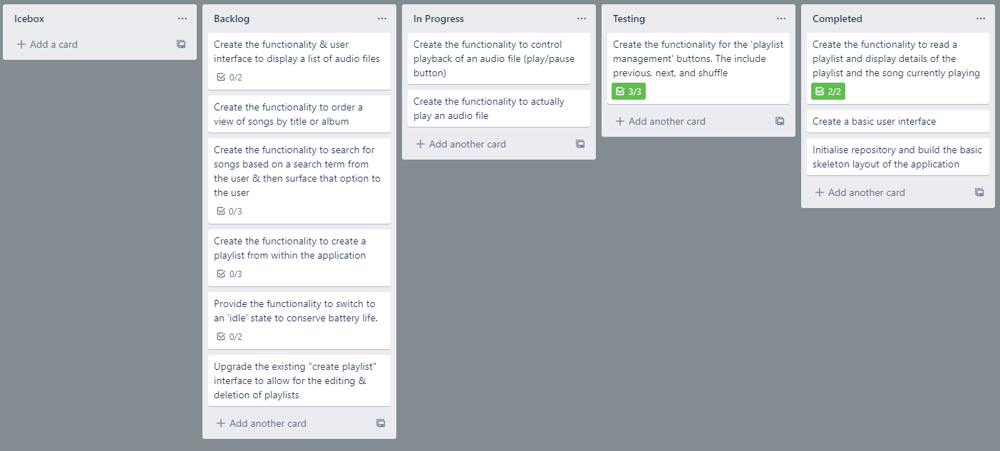 Icebox
Add a card
Backlog
Create the functionality & user
interface to display a list of audio files
0/2
Create the functionality to order a
view of songs by title or album
Create the functionality to search for
songs based on a search term from
the user & then surface that option to
the user
0/3
Create the functionality to create a
playlist from within the application
0/3
Provide the functionality to switch to
an 'idle' state to conserve battery life.
0/2
Upgrade the existing "create playlist"
interface to allow for the editing &
deletion of playlists
Add another card
In Progress
Create the functionality to control
playback of an audio file (play/pause
button)
Create the functionality to actually
play an audio file
Add another card
Testing
Create the functionality for the 'playlist
management' buttons. The include
previous, next, and shuffle
3/3
Add another card
Completed
Create the functionality to read a
playlist and display details of the
playlist and the song currently playing
2/2
Create a basic user interface
Initialise repository and build the basic
skeleton layout of the application
Add another card